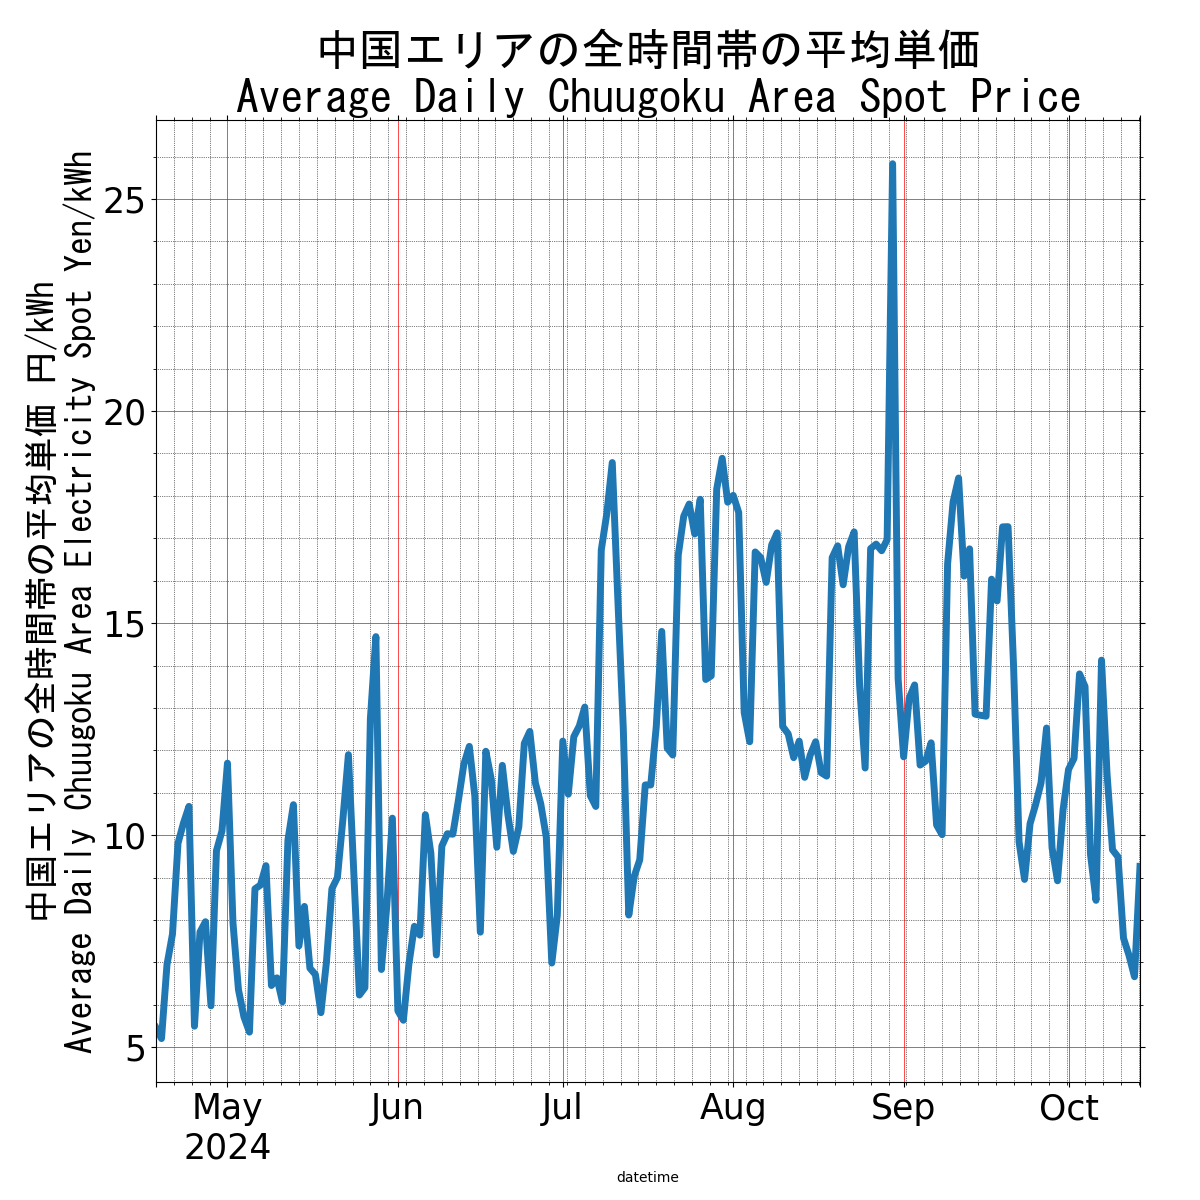 中国エリアの全時間帯の平均単価
Average Daily Chuugoku Area Spot Price
中国エリアの全時間帯の平均単価 円/kWh
Average Daily Chuugoku Area Electricity Spot Yen/kWh
25
20
15
10
5
May
2024
Jun
Jul
Aug
Sep
Oct
datetime